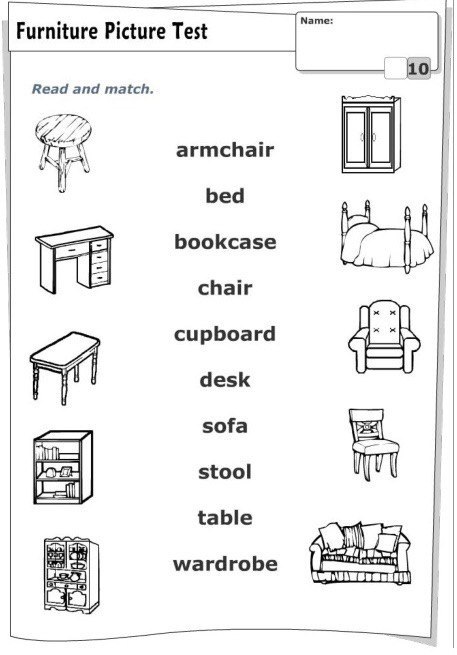 Furniture Picture Test
Name:
10
Read and match.
armchair
bed
bookcase
chair
cupboard
desk
sofa
stool
table
wardrobe